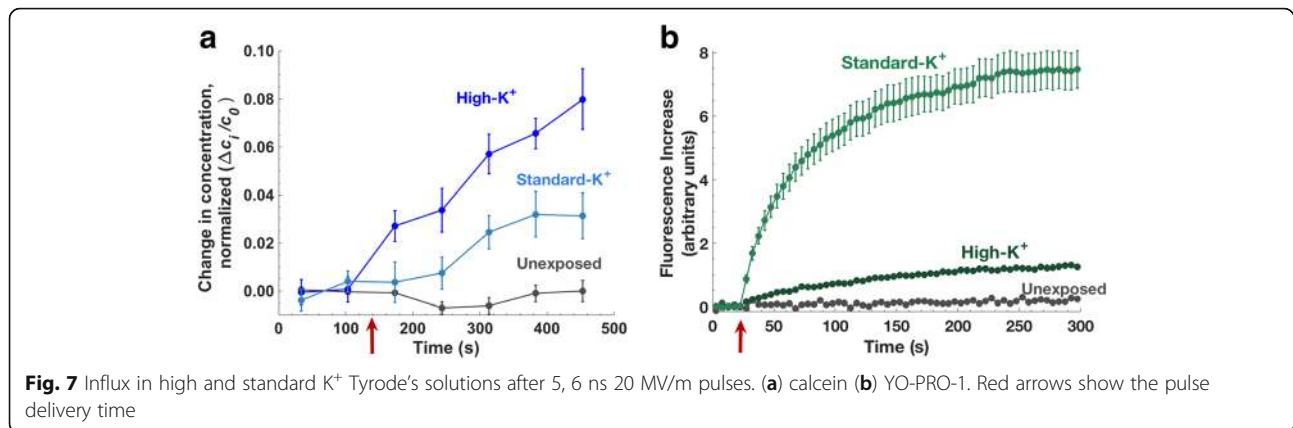 a
Change in concentration,
normalized (Δcᵢ/c₀)
0.10
0.08
0.06
0.04
0.02
0.00
High-K⁺
Standard-K⁺
Unexposed
0 100 200 300 400 500
Time (s)
b
Fluorescence Increase
(arbitrary units)
8
6
4
2
0
Standard-K⁺
High-K⁺
Unexposed
50 100 150 200 250 300
Time (s)
Fig. 7 Influx in high and standard K⁺ Tyrode's solutions after 5, 6 ns 20 MV/m pulses. (a) calcein (b) YO-PRO-1. Red arrows show the pulse
delivery time